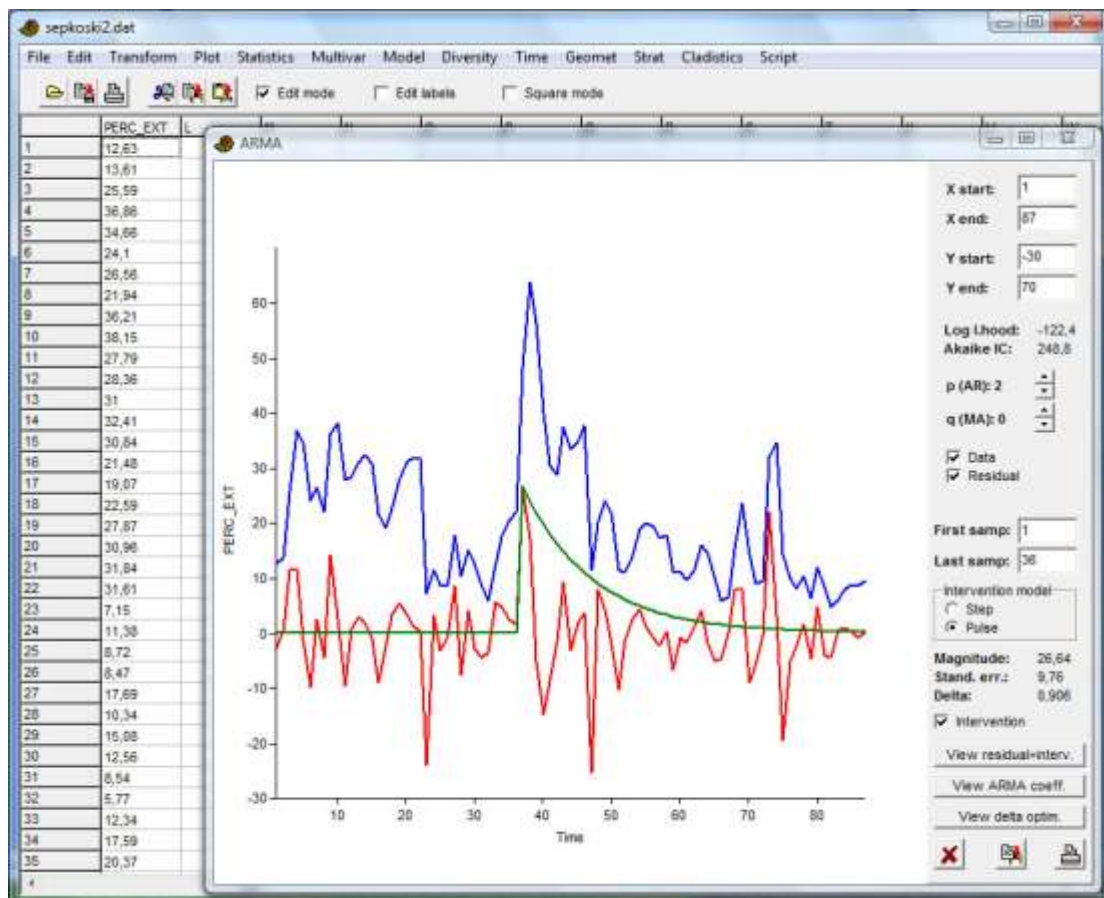 sepkoski2.dat
File Edit Transform Plot Statistics Multivar Model Diversity Time Geomet Strat Cladistics Script
Edit mode Edit labels Square mode
PERC_EXT L
1 12,63
2 13,61
3 25,59
4 36,86
5 34,66
6 24,1
7 26,56
8 21,94
9 36,21
10 38,15
11 27,79
12 28,36
13 31
14 32,41
15 30,84
16 21,48
17 19,07
18 22,59
19 27,87
20 30,96
21 31,84
22 31,61
23 7,15
24 11,38
25 8,72
26 8,47
27 17,69
28 10,34
29 15,08
30 12,56
31 8,54
32 5,77
33 12,34
34 17,59
35 20,37
ARMA
PERC_EXT
60
50
40
30
20
10
0
-10
-20
-30
10 20 30 40 50 60 70 80
Time
X start: 1
X end: 87
Y start: -30
Y end: 70
Log Lhood: -122,4
Akaike IC: 248,8
p (AR): 2
q (MA): 0
Data
Residual
First samp: 1
Last samp: 36
Intervention model
Step
Pulse
Magnitude: 26,64
Stand. err.: 9,76
Delta: 0,906
Intervention
View residual+interv.
View ARMA coeff.
View delta optim.